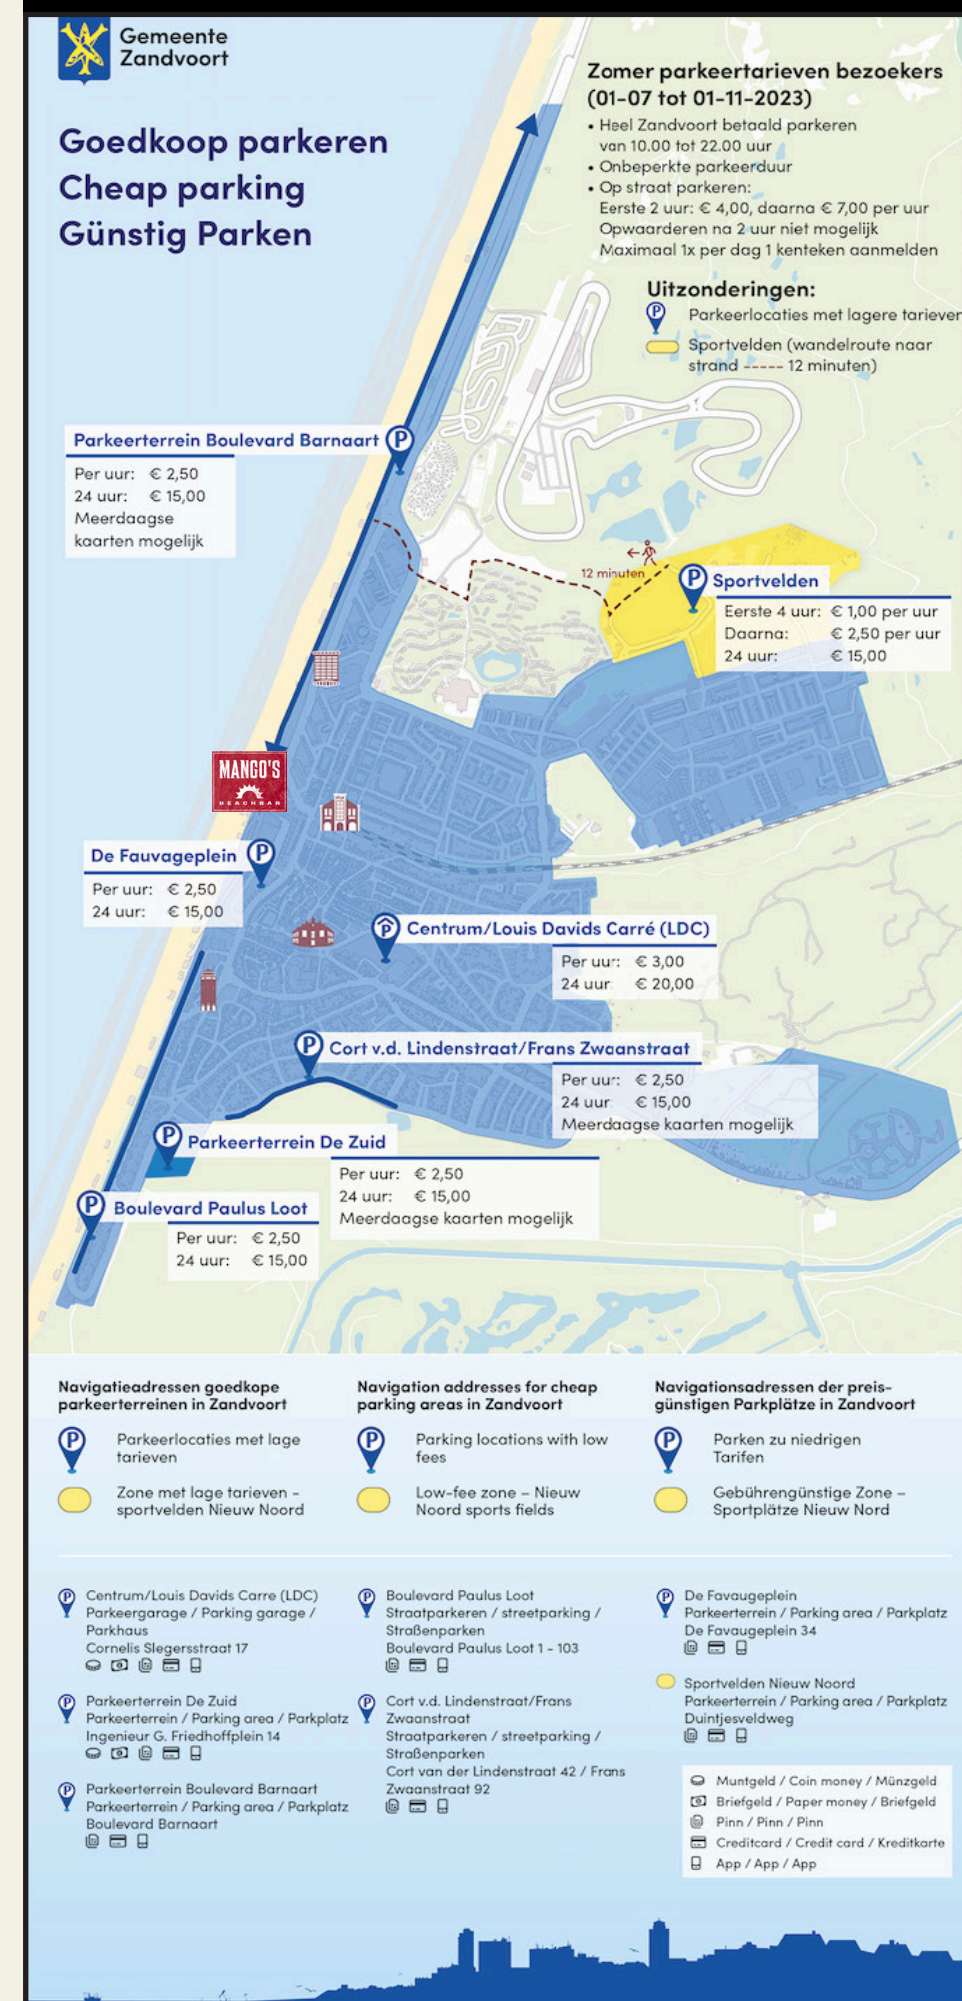 Gemeente
Zandvoort
Goedkoop parkeren
Cheap parking
Günstig Parken
Zomer parkeertarieven bezoekers
(01-07 tot 01-11-2023)
• Heel Zandvoort betaald parkeren
van 10.00 tot 22.00 uur
• Onbeperkte parkeerduur
• Op straat parkeren:
Eerste 2 uur: € 4,00, daarna € 7,00 per uur
Opwaarderen na 2 uur niet mogelijk
Maximaal 1x per dag 1 kenteken aanmelden
Uitzonderingen:
P Parkeerlocaties met lagere tarieven
Sportvelden (wandelroute naar
strand ----- 12 minuten)
Parkeerterrein Boulevard Barnaart P
Per uur: € 2,50
24 uur: € 15,00
Meerdaagse
kaarten mogelijk
12 minuten
P Sportvelden
Eerste 4 uur: € 1,00 per uur
Daarna: € 2,50 per uur
24 uur: € 15,00
MANGO'S
BEACHBAR
De Fauvageplein P
Per uur: € 2,50
24 uur: € 15,00
P Centrum/Louis Davids Carré (LDC)
Per uur: € 3,00
24 uur: € 20,00
P Cort v.d. Lindenstraat/Frans Zwaanstraat
Per uur: € 2,50
24 uur: € 15,00
Meerdaagse kaarten mogelijk
P Parkeerterrein De Zuid
Per uur: € 2,50
24 uur: € 15,00
Meerdaagse kaarten mogelijk
P Boulevard Paulus Loot
Per uur: € 2,50
24 uur: € 15,00
Navigatieadressen goedkope
parkeerterreinen in Zandvoort
P Parkeerlocaties met lage
tarieven
Zone met lage tarieven -
sportvelden Nieuw Noord
Navigation addresses for cheap
parking areas in Zandvoort
P Parking locations with low
fees
Low-fee zone – Nieuw
Noord sports fields
Navigationsadressen der preis-
günstigen Parkplätze in Zandvoort
P Parken zu niedrigen
Tarifen
Gebührengünstige Zone –
Sportplätze Nieuw Nord
P Centrum/Louis Davids Carre (LDC)
Parkeergarage / Parking garage /
Parkhaus
Cornelis Slegersstraat 17
P Parkeerterrein De Zuid
Parkeerterrein / Parking area / Parkplatz
Ingenieur G. Friedhoffplein 14
P Parkeerterrein Boulevard Barnaart
Parkeerterrein / Parking area / Parkplatz
Boulevard Barnaart
P Boulevard Paulus Loot
Straatparkeren / streetparking /
Straßenparken
Boulevard Paulus Loot 1 - 103
P Cort v.d. Lindenstraat/Frans
Zwaanstraat
Straatparkeren / streetparking /
Straßenparken
Cort van der Lindenstraat 42 / Frans
Zwaanstraat 92
P De Favaugeplein
Parkeerterrein / Parking area / Parkplatz
De Favaugeplein 34
Sportvelden Nieuw Noord
Parkeerterrein / Parking area / Parkplatz
Duintjesveldweg
Muntgeld / Coin money / Münzgeld
Briefgeld / Paper money / Briefgeld
Pinn / Pinn / Pinn
Creditcard / Credit card / Kreditkarte
App / App / App